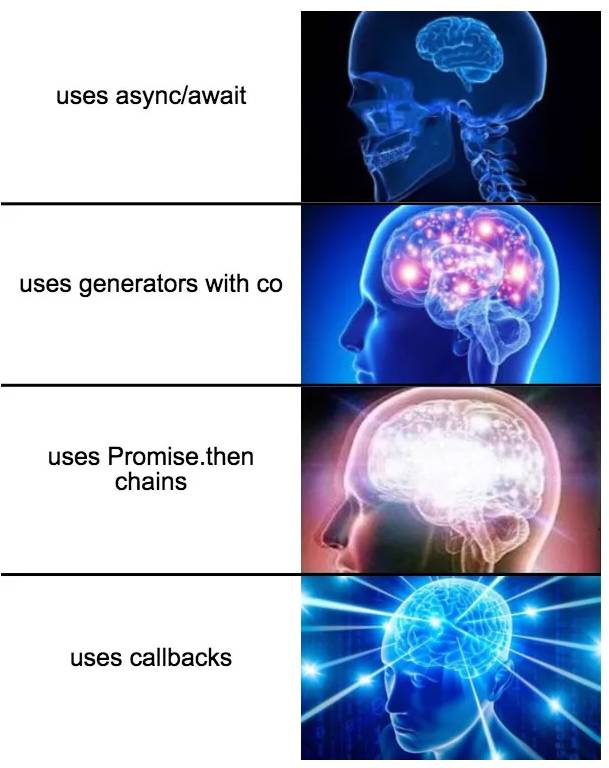 uses async/await
uses generators with co
uses Promise.then
chains
uses callbacks